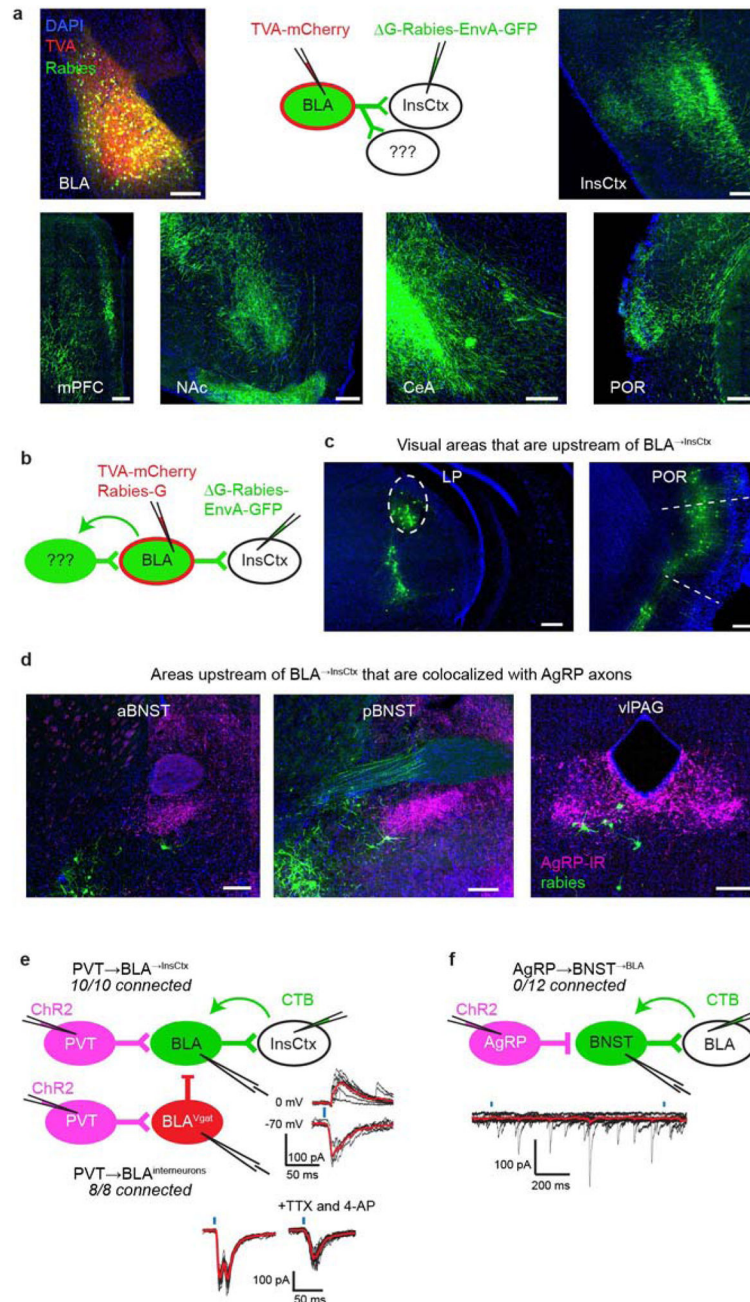 a
DAPI
TVA
Rabies
BLA
TVA-mCherry
ΔG-Rabies-EnvA-GFP
BLA
InsCtx
???
InsCtx
mPFC
NAc
CeA
POR
b
TVA-mCherry
Rabies-G
ΔG-Rabies-
EnvA-GFP
???
BLA
InsCtx
c
Visual areas that are upstream of BLA→InsCtx
LP
POR
d
Areas upstream of BLA→InsCtx that are colocalized with AgRP axons
aBNST
pBNST
vlPAG
AgRP-IR
rabies
e
PVT→BLA→InsCtx
10/10 connected
ChR2
CTB
PVT
BLA
InsCtx
ChR2
PVT
BLAVgat
PVT→BLAinterneurons
8/8 connected
0 mV
-70 mV
100 pA
50 ms
+TTX and 4-AP
100 pA
50 ms
f
AgRP→BNST→BLA
0/12 connected
ChR2
CTB
AgRP
BNST
BLA
100 pA
200 ms